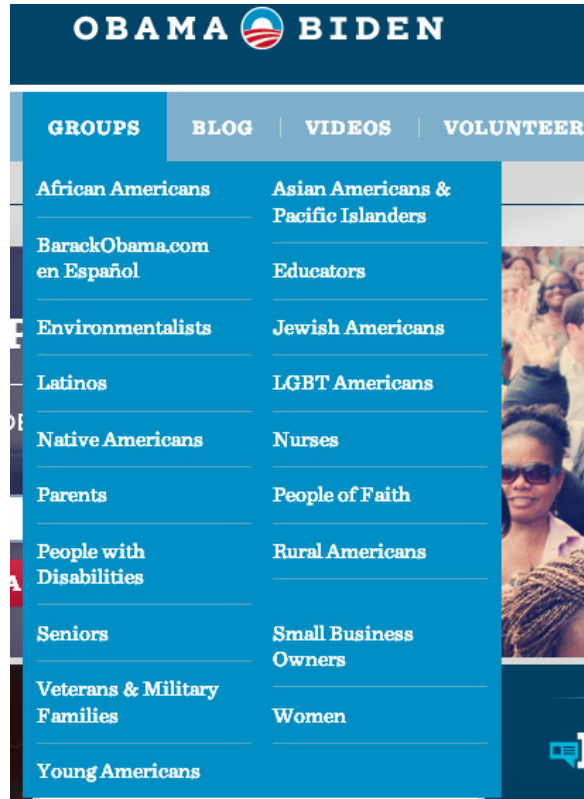 OBAMA BIDEN
GROUPS
BLOG
VIDEOS
VOLUNTEER
African Americans
BarackObama.com
en Español
Environmentalists
Latinos
Native Americans
Parents
People with
Disabilities
Seniors
Veterans & Military
Families
Young Americans
Asian Americans &
Pacific Islanders
Educators
Jewish Americans
LGBT Americans
Nurses
People of Faith
Rural Americans
Small Business
Owners
Women